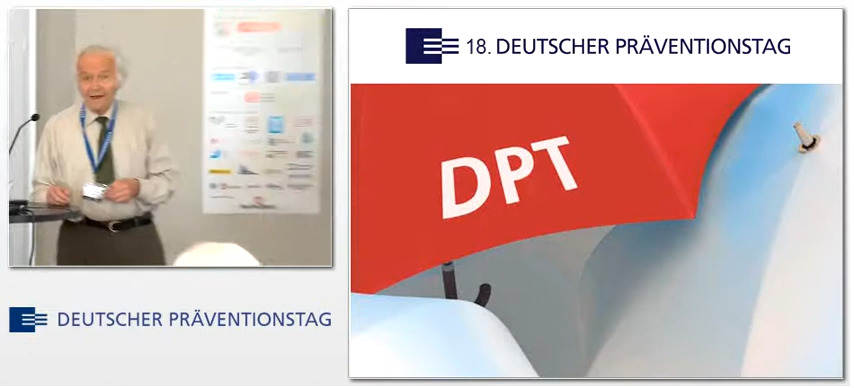 18. DEUTSCHER PRÄVENTIONSTAG
DPT
DEUTSCHER PRÄVENTIONSTAG